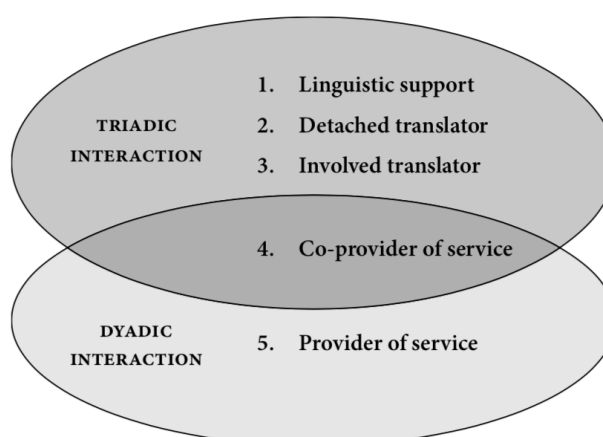 1. Linguistic support
TRIADIC
2. Detached translator
INTERACTION
3. Involved translator
4. Co-provider of service
DYADIC
5. Provider of service
INTERACTION